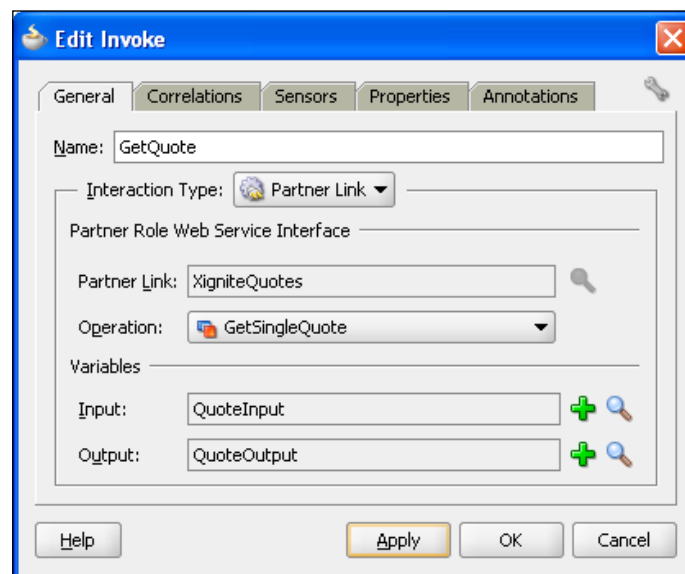 Edit Invoke
General Correlations Sensors Properties Annotations
Name: GetQuote
Interaction Type: Partner Link
Partner Role Web Service Interface
Partner Link: XigniteQuotes
Operation: GetSingleQuote
Variables
Input: QuoteInput
Output: QuoteOutput
Help Apply OK Cancel